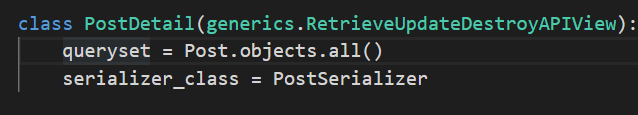 class PostDetail(generics.RetrieveUpdateDestroyAPIView):
    queryset = Post.objects.all()
    serializer_class = PostSerializer